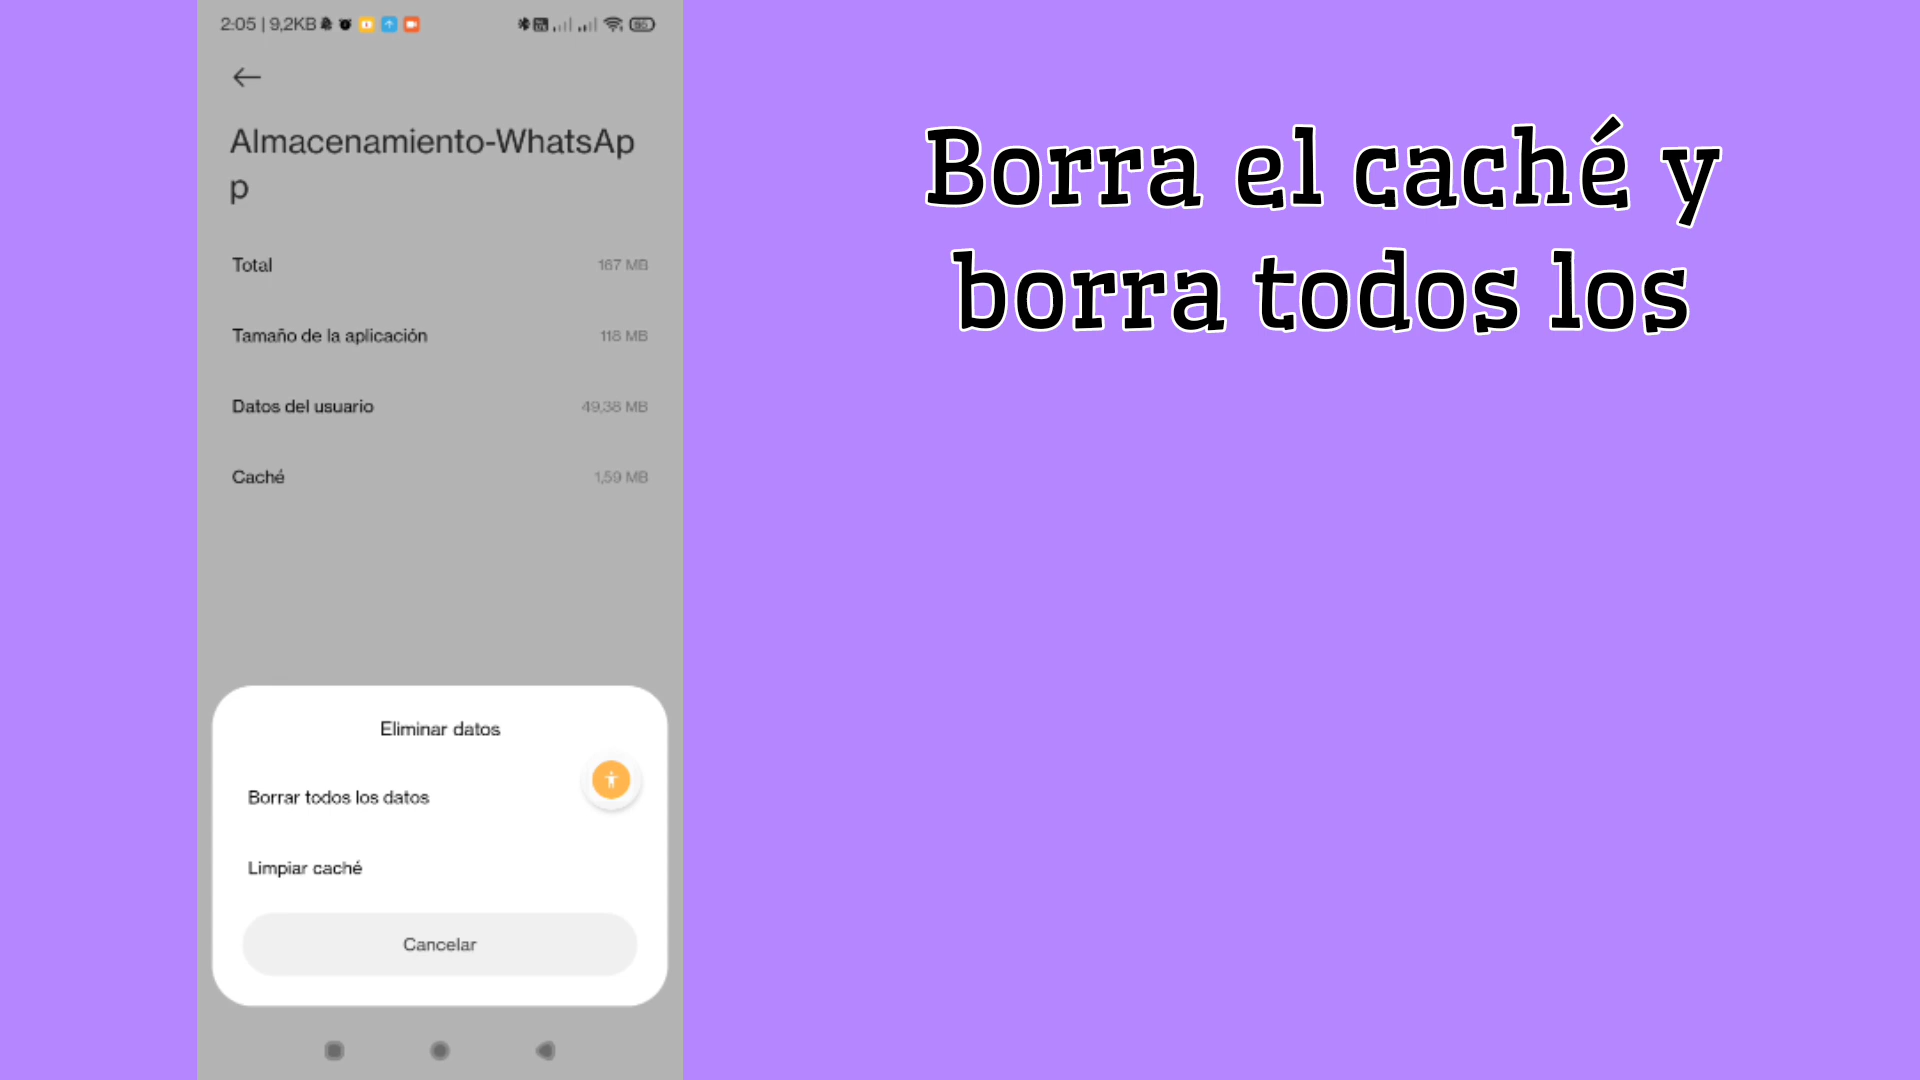 2:05 | 9,2KB
Almacenamiento-WhatsAp
p
Total 167 MB
Tamaño de la aplicación 118 MB
Datos del usuario 49,38 MB
Caché 1,59 MB
Eliminar datos
Borrar todos los datos
Limpiar caché
Cancelar
Borra el caché y
borra todos los